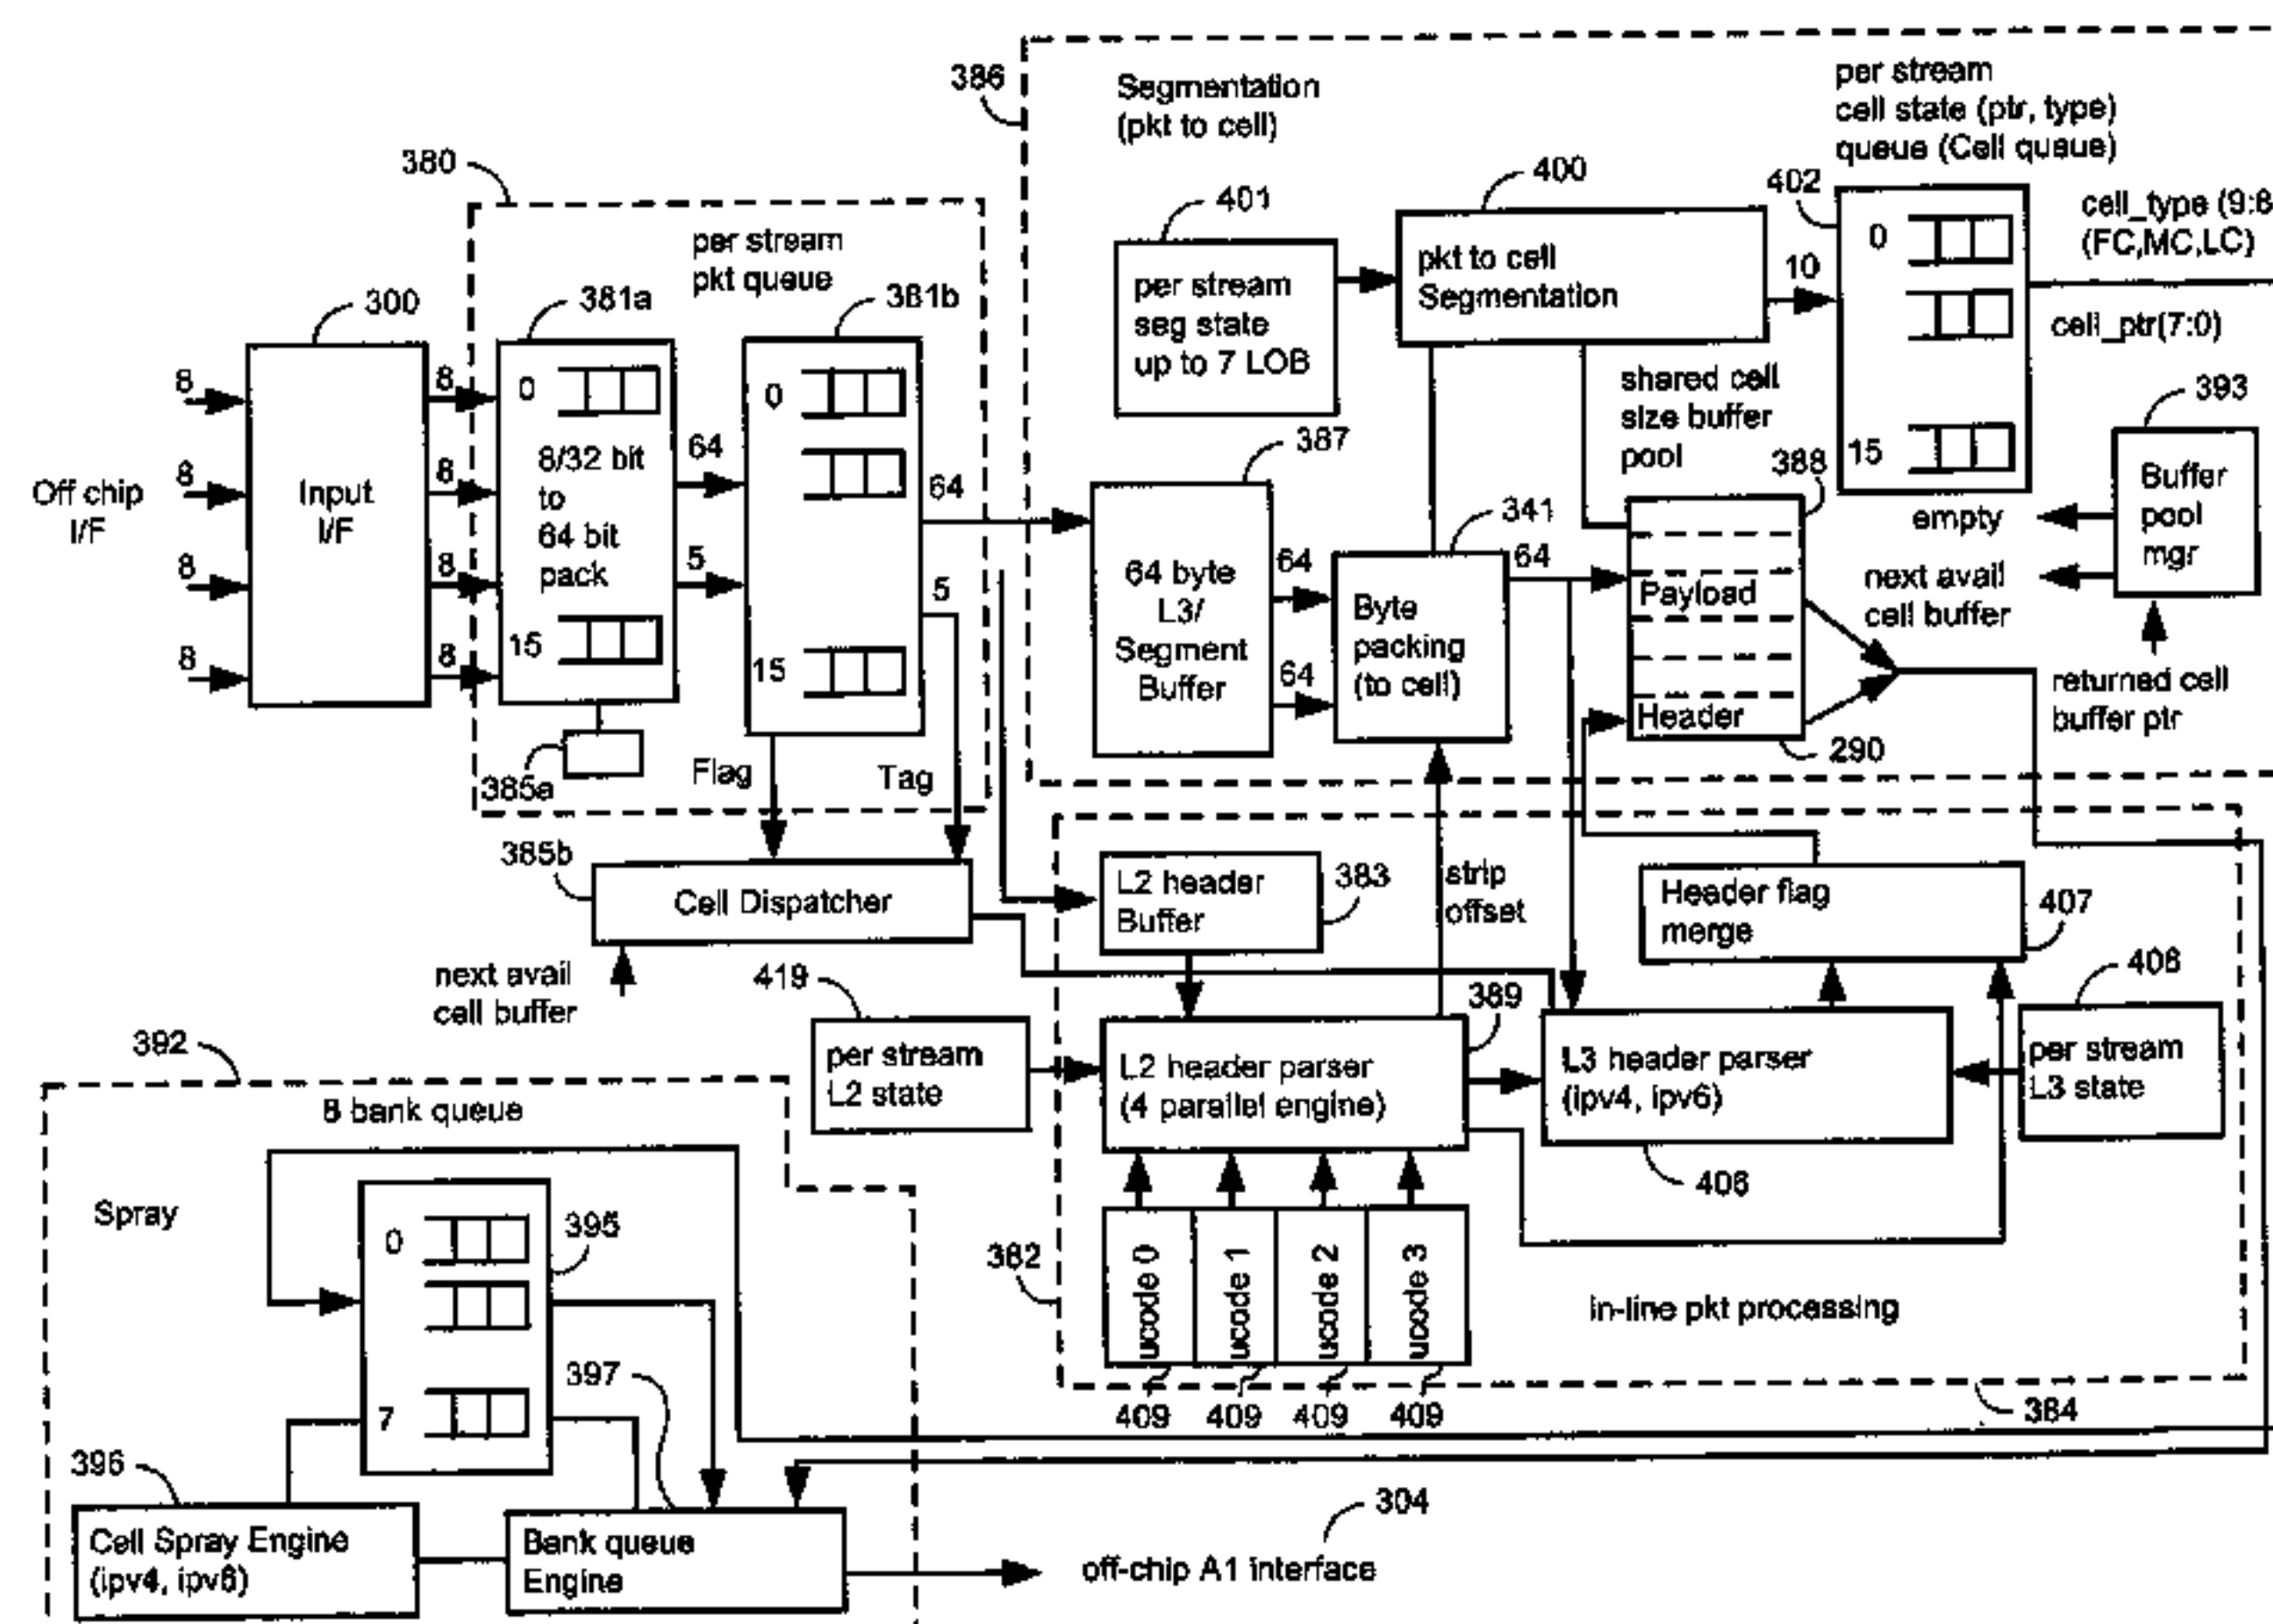 386
Segmentation
(pkt to cell)
per stream
cell state (ptr, type)
queue (Cell queue)
380
per stream
pkt queue
401
400
402
cell_type (9:8
(FC,MC,LC)
cell_ptr(7:0)
300
381a
381b
per stream
seg state
up to 7 LOB
pkt to cell
Segmentation
10
0
15
393
Off chip
I/F
8
8
8
8
Input
I/F
8
8
8
8
0
8/32 bit
to
64 bit
pack
15
64
5
0
15
64
5
387
64 byte
L3/
Segment
Buffer
64
64
341
Byte
packing
(to cell)
64
shared cell
size buffer
pool
388
Payload
Header
290
empty
next avail
cell buffer
Buffer
pool
mgr
returned cell
buffer ptr
385a
Flag
Tag
385b
Cell Dispatcher
next avail
cell buffer
L2 header
Buffer
383
strip
offset
Header flag
merge
407
408
419
per stream
L2 state
389
L2 header parser
(4 parallel engine)
L3 header parser
(ipv4, ipv6)
406
per stream
L3 state
392
8 bank queue
Spray
0
7
395
397
382
ucode 0
ucode 1
ucode 2
ucode 3
409
409
409
409
in-line pkt processing
384
396
Cell Spray Engine
(ipv4, ipv6)
Bank queue
Engine
304
off-chip A1 interface